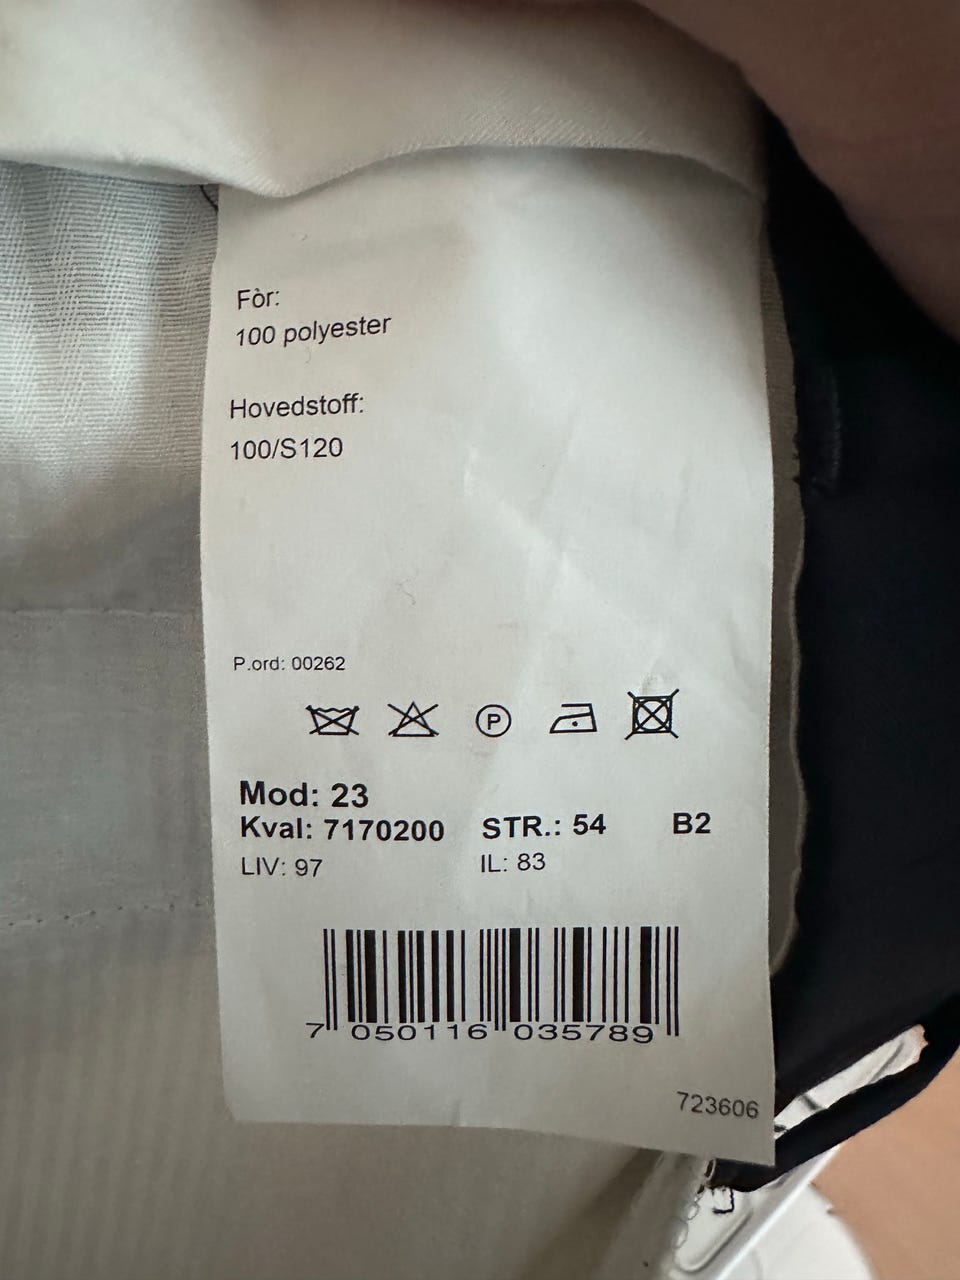 Fòr:
100 polyester
Hovedstoff:
100/S120
P.ord: 00262
P
Mod: 23
Kval: 7170200 STR.: 54 B2
LIV: 97 IL: 83
7 050116 035789
723606